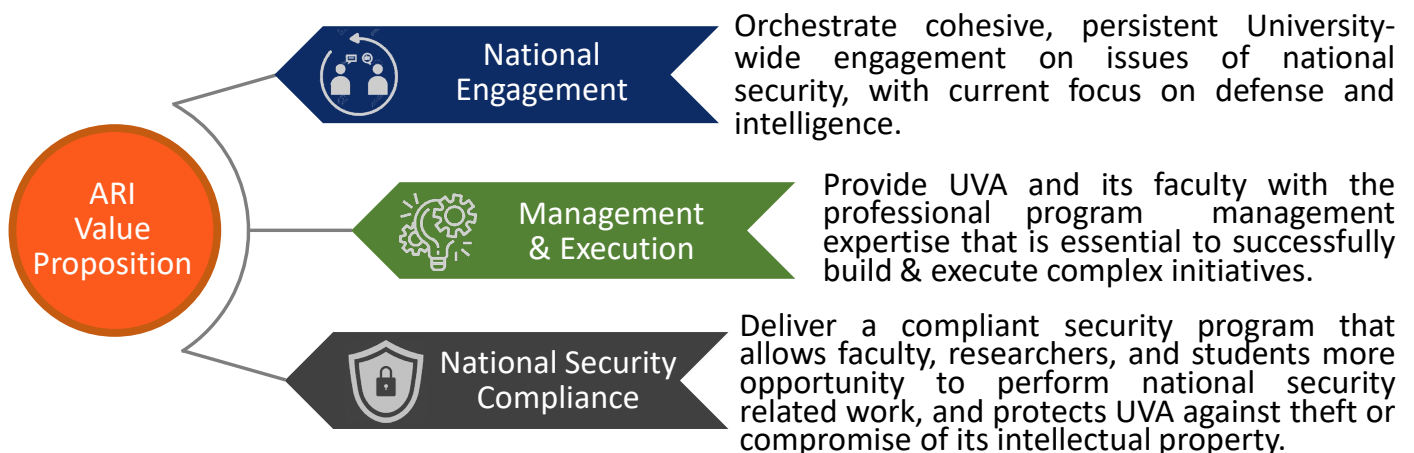 ARI
Value
Proposition
National
Engagement
Orchestrate cohesive, persistent University-
wide engagement on issues of national
security, with current focus on defense and
intelligence.
Management
& Execution
Provide UVA and its faculty with the
professional program management
expertise that is essential to successfully
build & execute complex initiatives.
National Security
Compliance
Deliver a compliant security program that
allows faculty, researchers, and students more
opportunity to perform national security
related work, and protects UVA against theft or
compromise of its intellectual property.